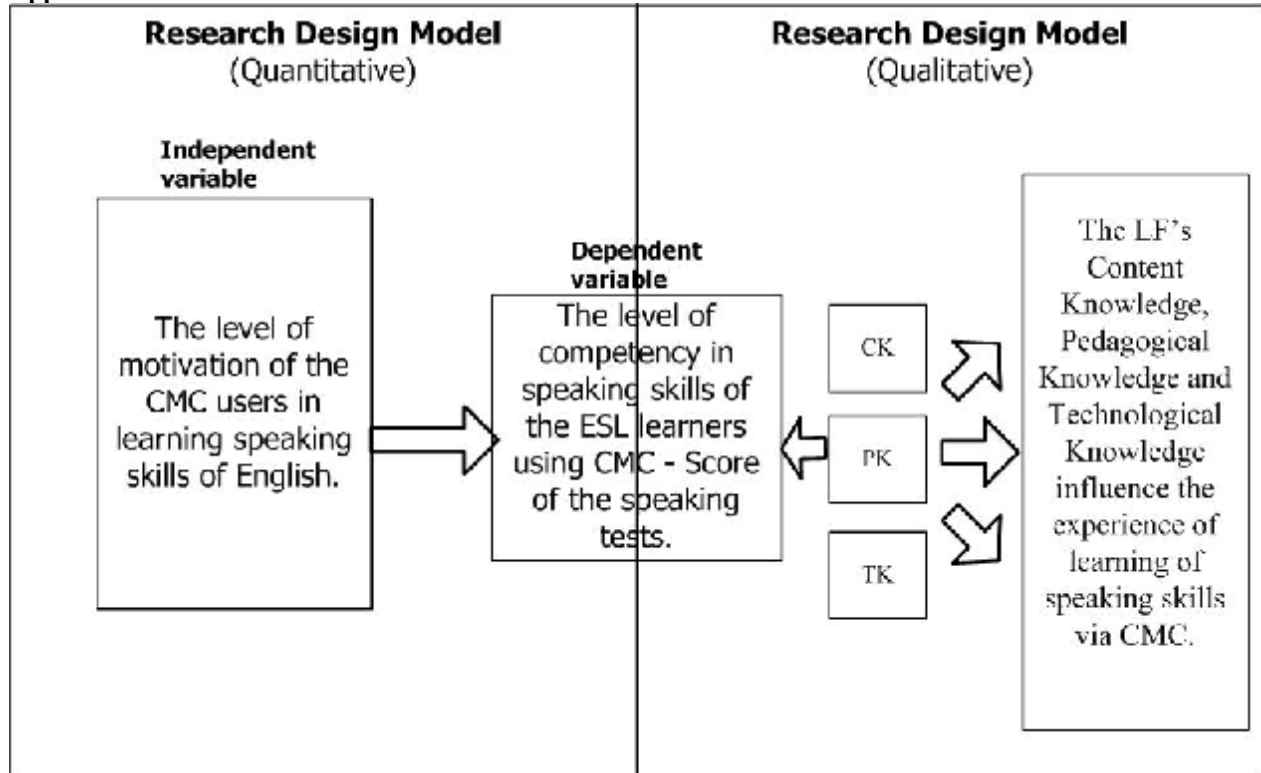 Research Design Model
(Quantitative)
Independent
variable
The level of
motivation of the
CMC users in
learning speaking
skills of English.
Dependent
variable
The level of
competency in
speaking skills of
the ESL learners
using CMC - Score
of the speaking
tests.
Research Design Model
(Qualitative)
CK
PK
TK
The LF's
Content
Knowledge,
Pedagogical
Knowledge and
Technological
Knowledge
influence the
experience of
learning of
speaking skills
via CMC.